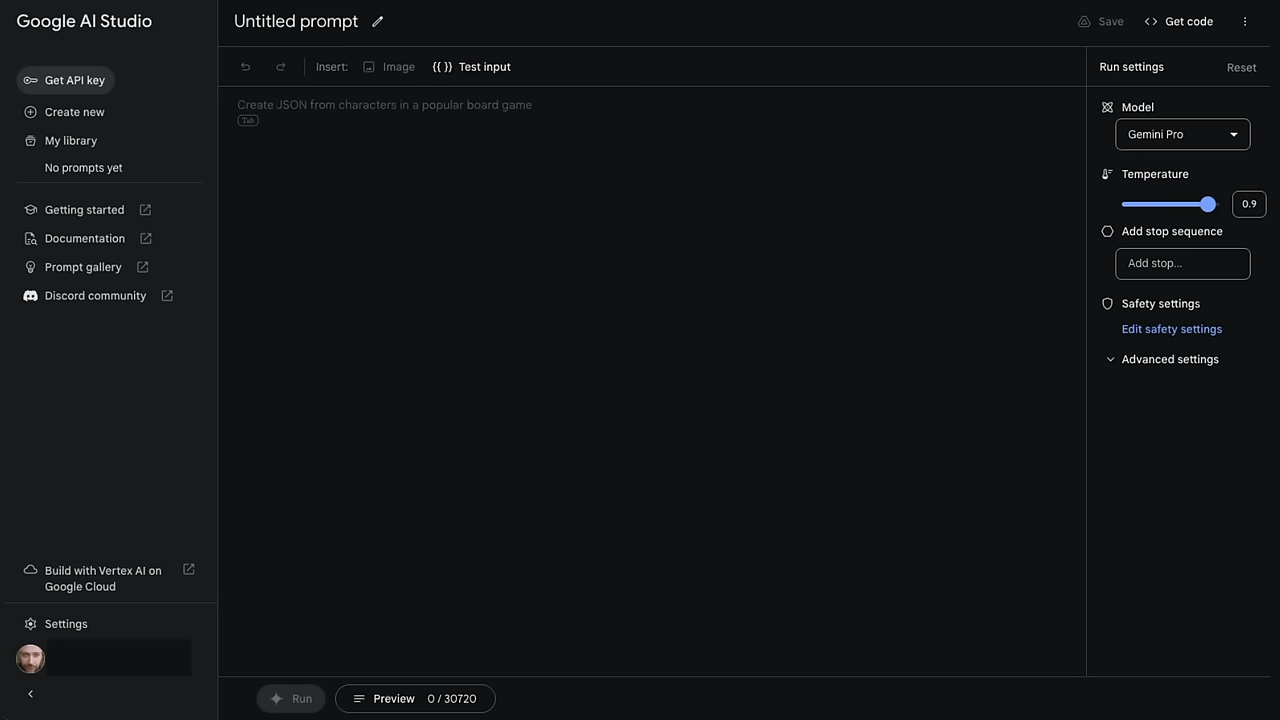 Google AI Studio
Get API key
Create new
My library
No prompts yet
Getting started
Documentation
Prompt gallery
Discord community
Build with Vertex AI on
Google Cloud
Settings
Untitled prompt
Save
Get code
Insert:
Image
{{ }} Test input
Create JSON from characters in a popular board game
Tab
Run settings
Reset
Model
Gemini Pro
Temperature
0.9
Add stop sequence
Add stop...
Safety settings
Edit safety settings
Advanced settings
Run
Preview 0 / 30720